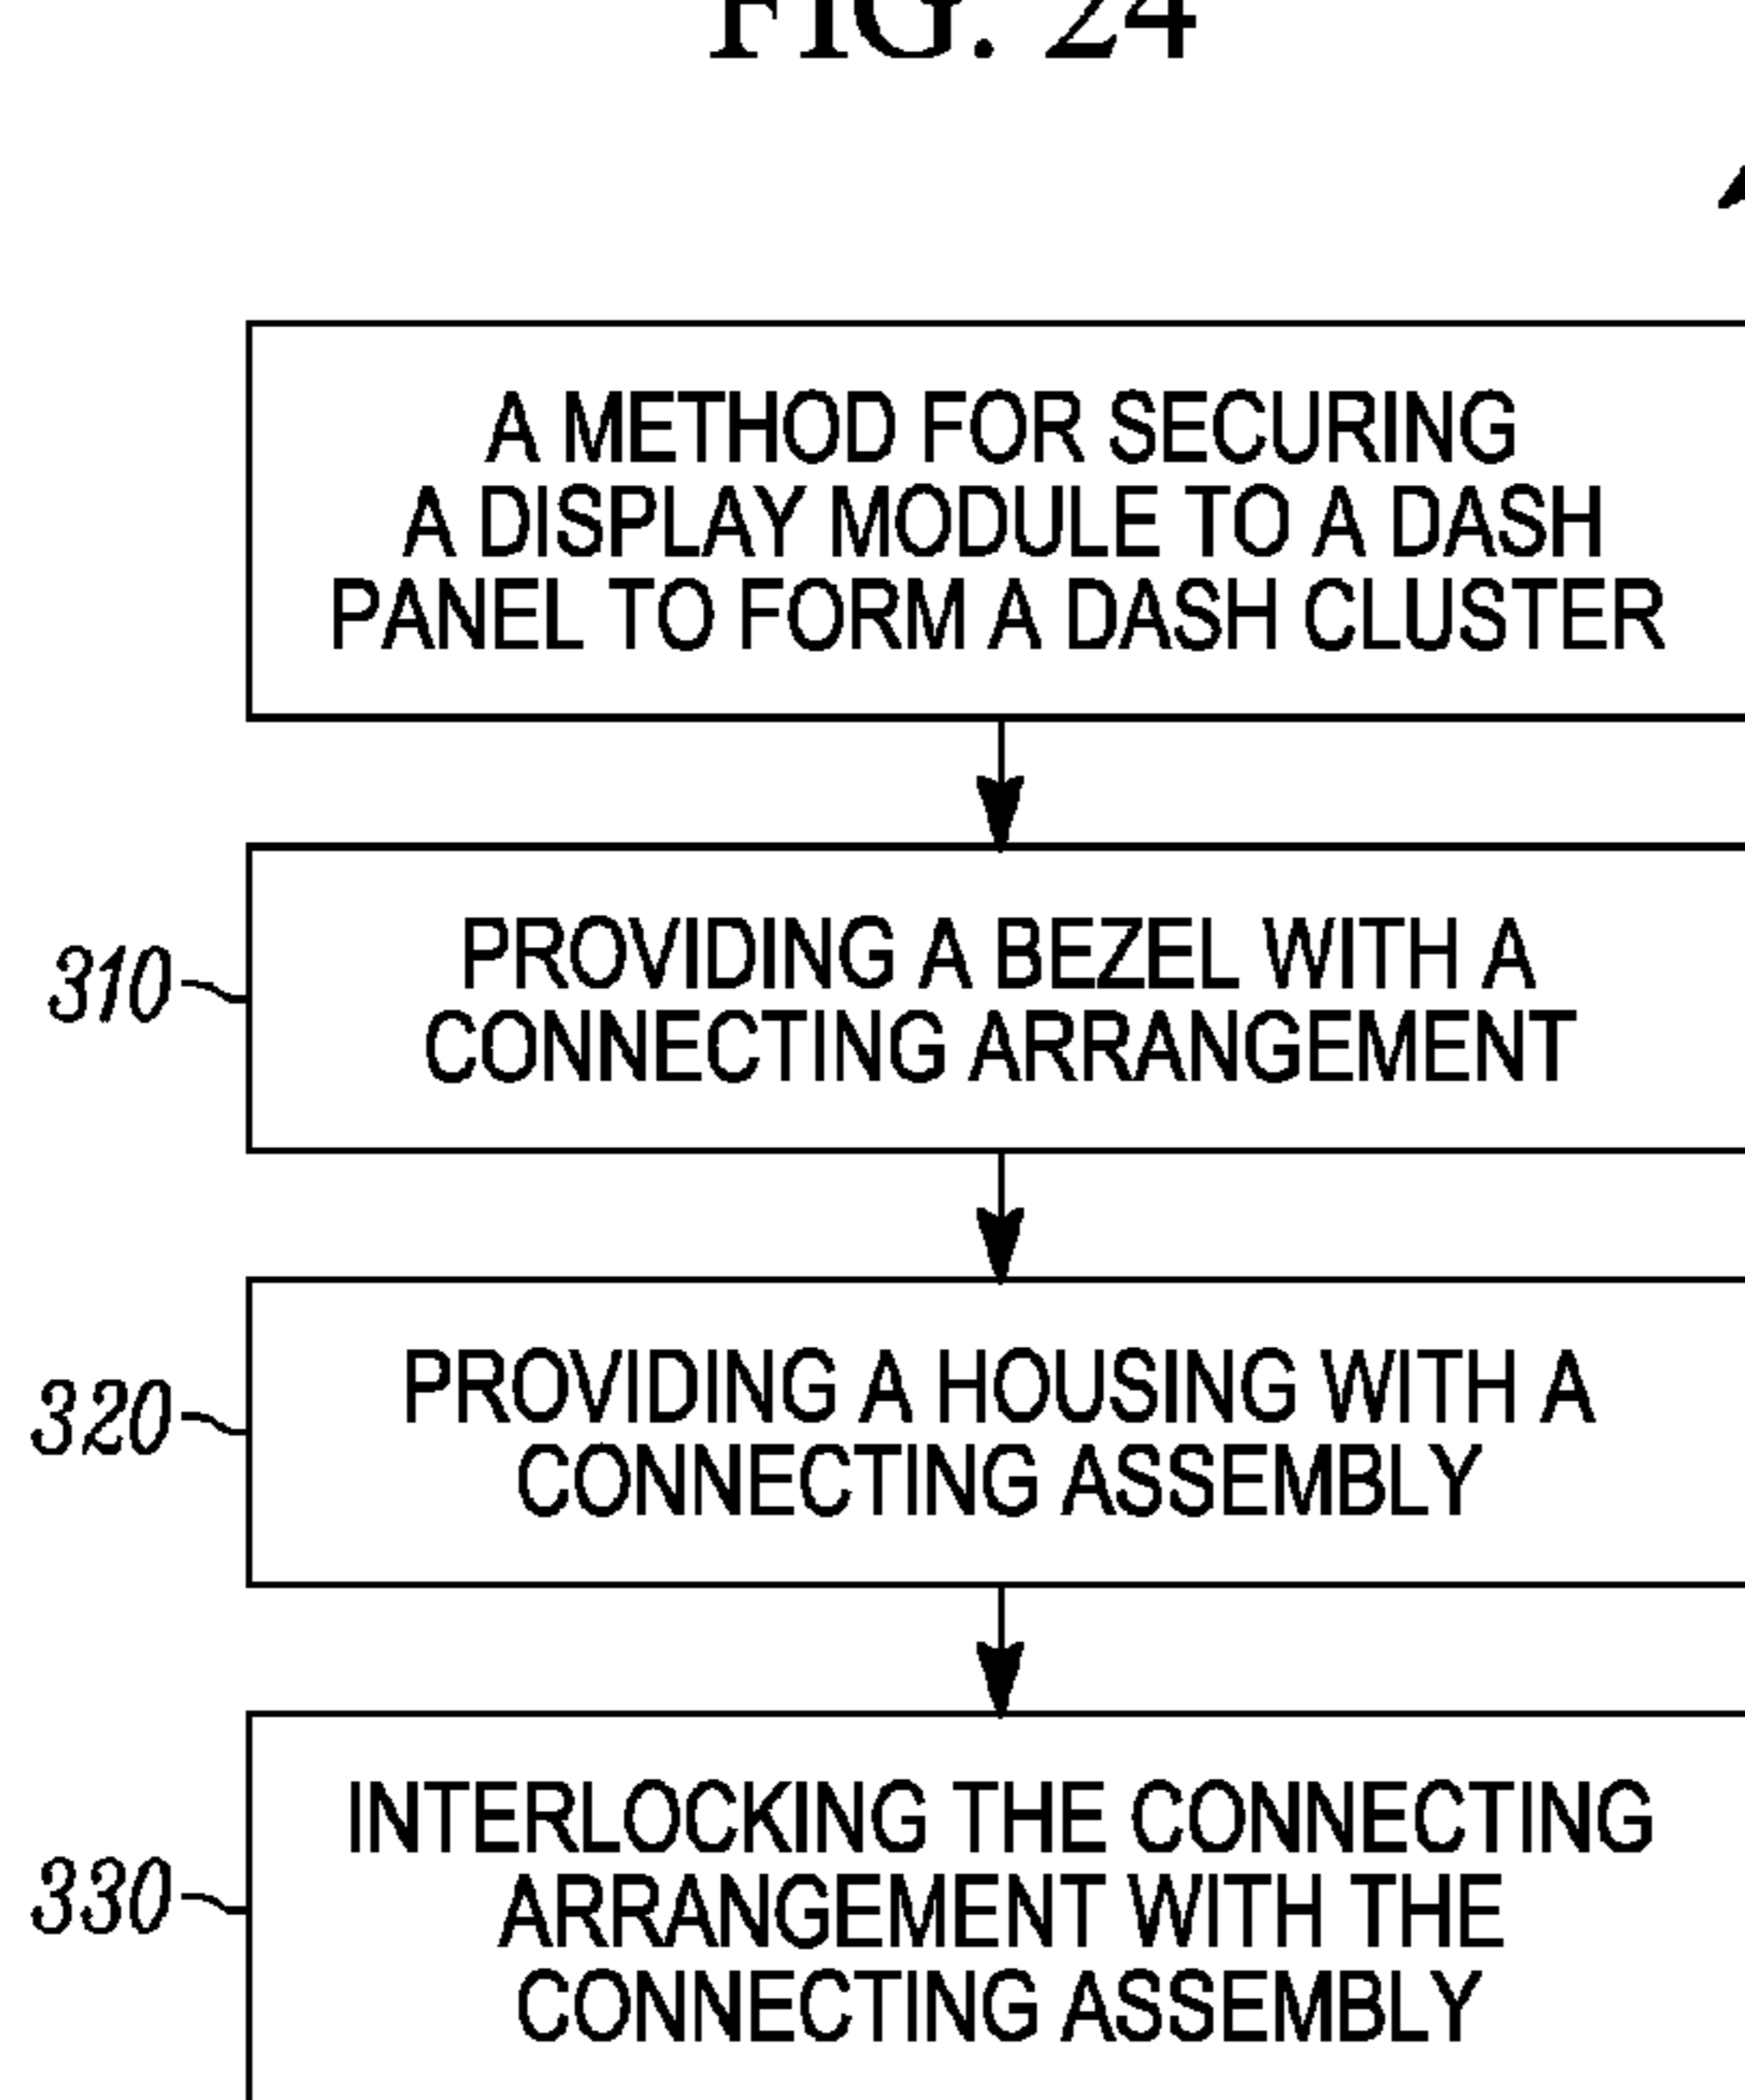 FIG. 24
A METHOD FOR SECURING
A DISPLAY MODULE TO A DASH
PANEL TO FORM A DASH CLUSTER
310
PROVIDING A BEZEL WITH A
CONNECTING ARRANGEMENT
320
PROVIDING A HOUSING WITH A
CONNECTING ASSEMBLY
330
INTERLOCKING THE CONNECTING
ARRANGEMENT WITH THE
CONNECTING ASSEMBLY